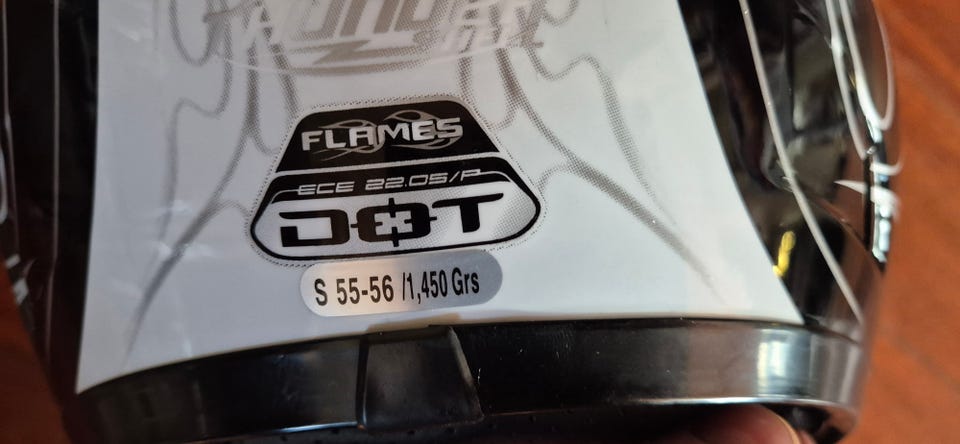 FLAMES
ECE 22.05/P
DOT
S 55-56 /1,450 Grs